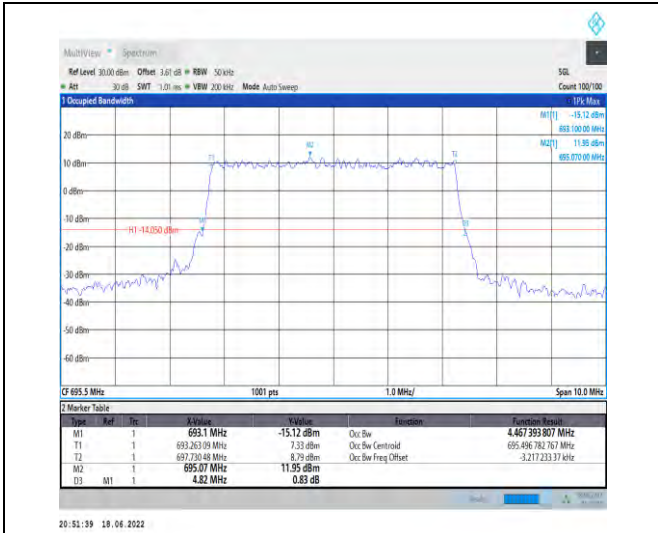 MultiView Spectrum
Ref Level 30.00 dBm Offset 3.61 dB RBW 50 kHz SGL
Att 30 dB SWT 1.01 ms VBW 200 kHz Mode Auto Sweep Count 100/100
1 Occupied Bandwidth 1Pk Max
M1[1] -15.12 dBm
693.100 00 MHz
M2[1] 11.95 dBm
695.070 00 MHz
20 dBm
M2
T1
T2
10 dBm
0 dBm
-10 dBm
H1 -14.050 dBm
-20 dBm
-30 dBm
-40 dBm
-50 dBm
-60 dBm
CF 695.5 MHz 1001 pts 1.0 MHz/ Span 10.0 MHz
2 Marker Table
Type Ref Trc X-Value Y-Value Function Function Result
M1 1 693.1 MHz -15.12 dBm Occ Bw 4.467 393 807 MHz
T1 1 693.263 09 MHz 7.33 dBm Occ Bw Centroid 695.496 782 767 MHz
T2 1 697.730 48 MHz 8.79 dBm Occ Bw Freq Offset -3.217 233 37 kHz
M2 1 695.07 MHz 11.95 dBm
D3 M1 1 4.82 MHz 0.83 dB
20:51:39 18.06.2022